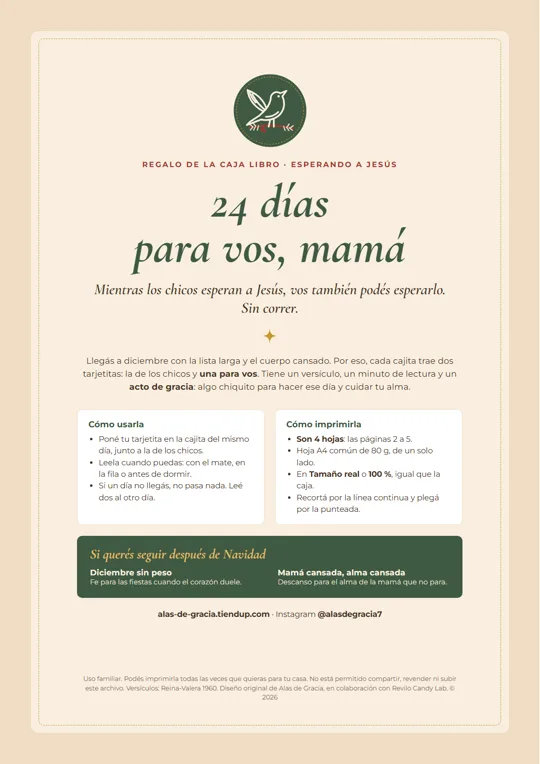 REGALO DE LA CAJA LIBRO · ESPERANDO A JESÚS
24 días
para vos, mamá
Mientras los chicos esperan a Jesús, vos también podés esperarlo.
Sin correr.
Llegás a diciembre con la lista larga y el cuerpo cansado. Por eso, cada cajita trae dos
tarjetitas: la de los chicos y una para vos. Tiene un versículo, un minuto de lectura y un
acto de gracia: algo chiquito para hacer ese día y cuidar tu alma.
Cómo usarla
• Poné tu tarjetita en la cajita del mismo
día, junto a la de los chicos.
• Leela cuando puedas: con el mate, en
la fila o antes de dormir.
• Si un día no llegás, no pasa nada. Leé
dos al otro día.
Cómo imprimirla
• Son 4 hojas: las páginas 2 a 5.
• Hoja A4 común de 80 g, de un solo
lado.
• En Tamaño real o 100 %, igual que la
caja.
• Recortá por la línea continua y plegá
por la punteada.
Si querés seguir después de Navidad
Diciembre sin peso
Fe para las fiestas cuando el corazón duele.
Mamá cansada, alma cansada
Descanso para el alma de la mamá que no para.
alas-de-gracia.tiendup.com · Instagram @alasdegracia7
Uso familiar. Podés imprimirla todas las veces que quieras para tu casa. No está permitido compartir, revender ni subir
este archivo. Versículos: Reina-Valera 1960. Diseño original de Alas de Gracia, en colaboración con Revilo Candy Lab. ©
2026